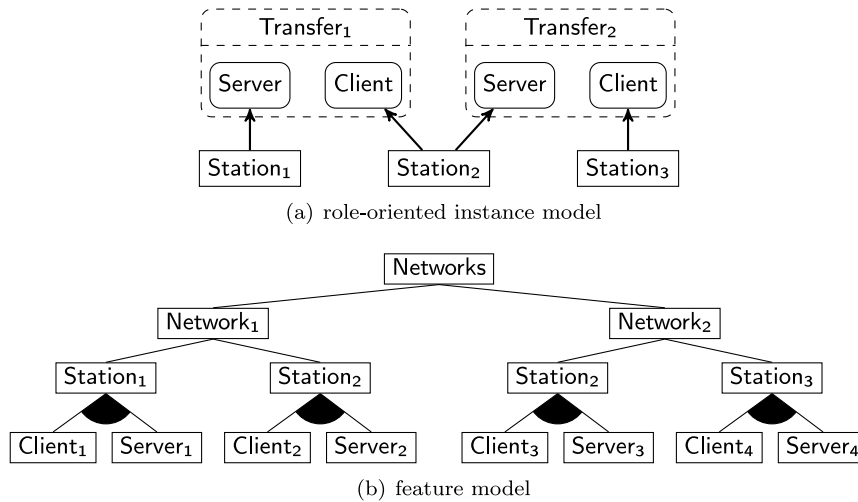 Transfer₁ Transfer₂
Server Client Server Client
Station₁ Station₂ Station₃
(a) role-oriented instance model
Networks
Network₁ Network₂
Station₁ Station₂ Station₂ Station₃
Client₁ Server₁ Client₂ Server₂ Client₃ Server₃ Client₄ Server₄
(b) feature model